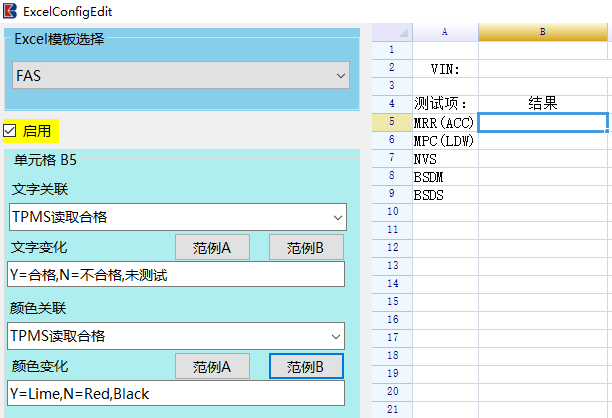 ExcelConfigEdit
Excel模板选择
FAS
启用
单元格 B5
文字关联
TPMS读取合格
文字变化 范例A 范例B
Y=合格,N=不合格,未测试
颜色关联
TPMS读取合格
颜色变化 范例A 范例B
Y=Lime,N=Red,Black
A B
1
2 VIN:
3
4 测试项: 结果
5 MRR(ACC)
6 MPC(LDW)
7 NVS
8 BSDM
9 BSDS
10
11
12
13
14
15
16
17
18
19
20
21